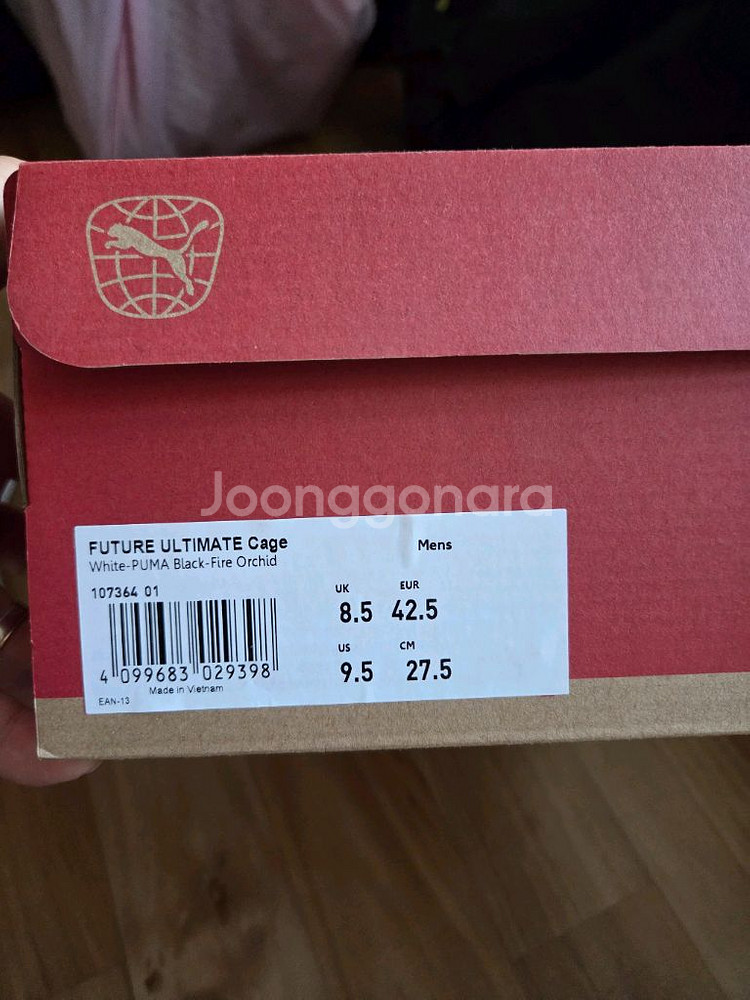 Joonggonara
FUTURE ULTIMATE Cage
White-PUMA Black-Fire Orchid
Mens
107364 01
UK EUR
8.5 42.5
US CM
9.5 27.5
4 099683 029398
Made in Vietnam
EAN-13